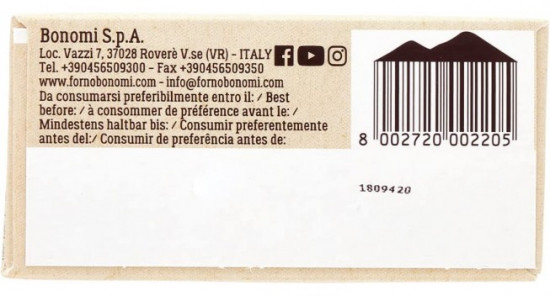 Bonomi S.p.A.
Loc. Vazzi 7, 37028 Roverè V.se (VR) - ITALY
Tel. +390456509300 - Fax +390456509350
www.fornobonomi.com - info@fornobonomi.com
Da consumarsi preferibilmente entro il: / Best
before: / à consommer de préférence avant le: /
Mindestens haltbar bis: / Consumir preferentemente
antes del: / Consumir de preferência antes de:
8 002720 002205
1809420